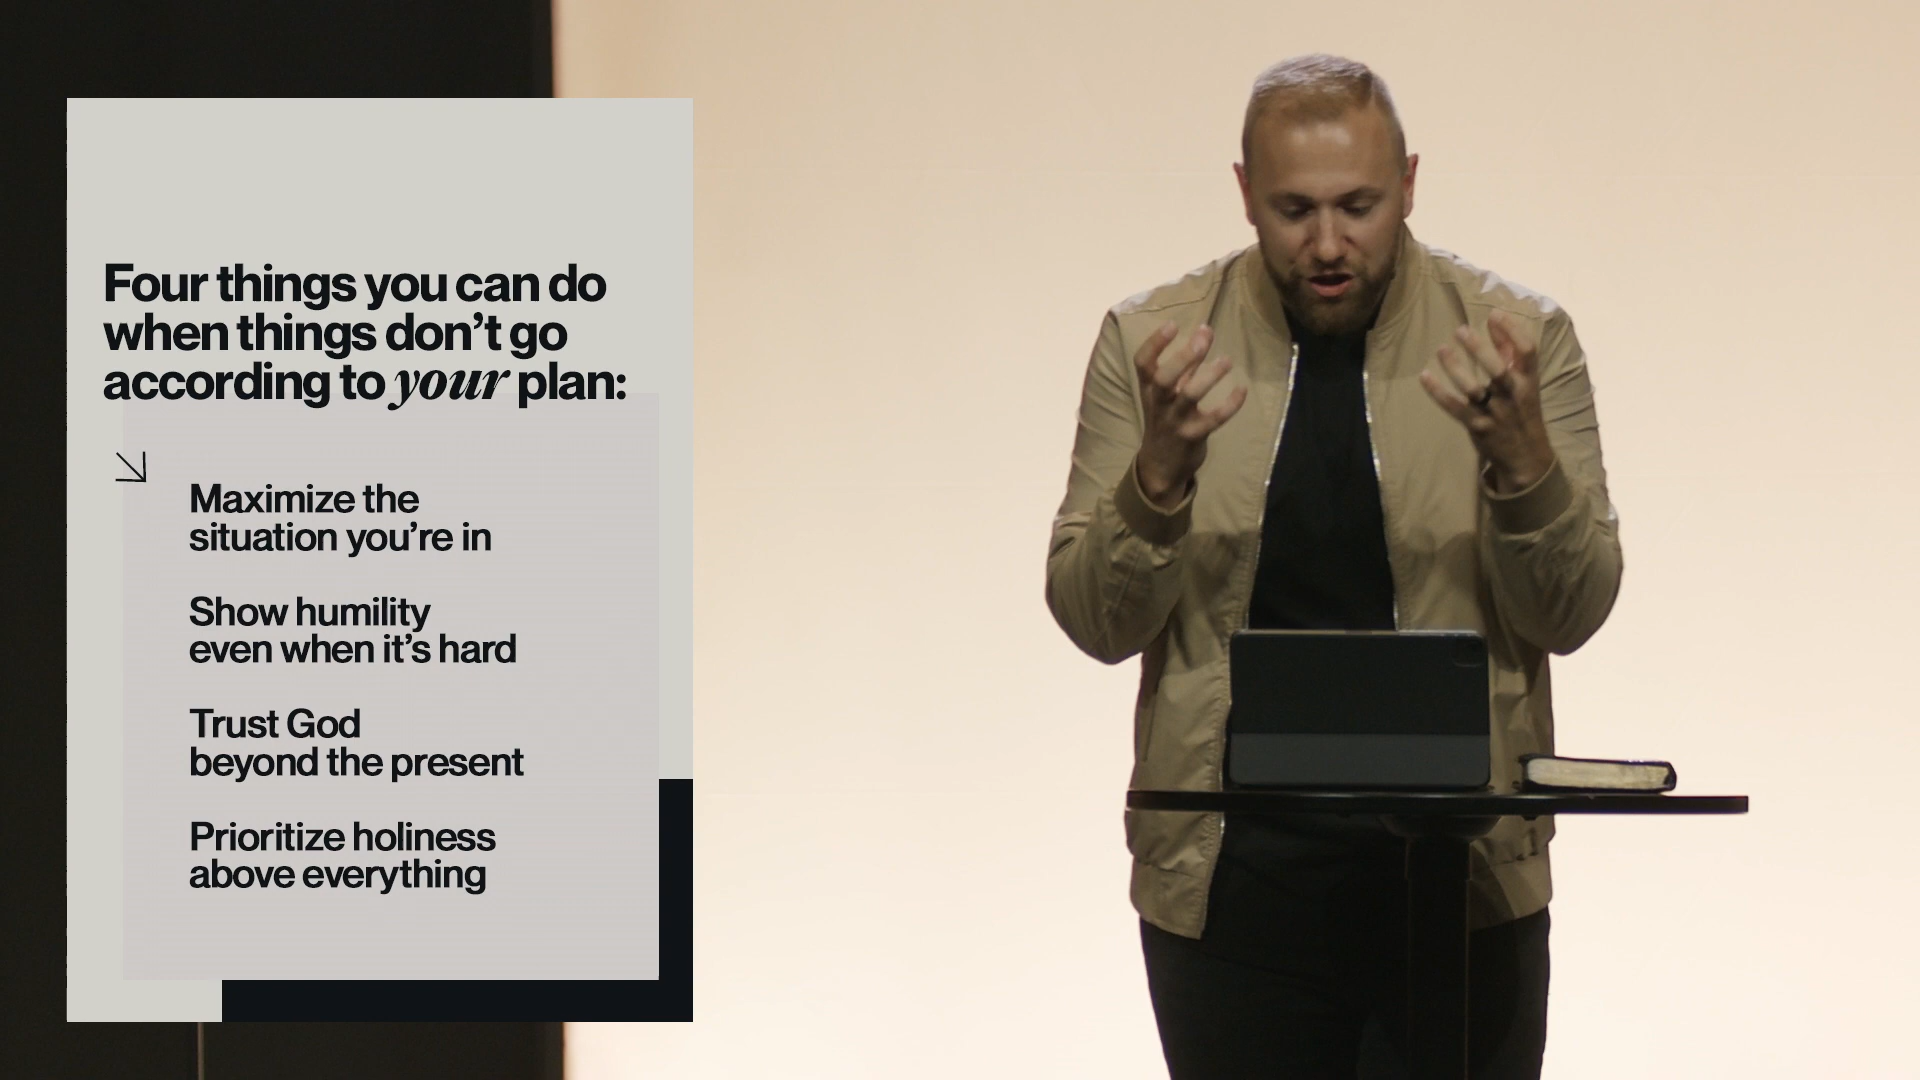 Four things you can do
when things don’t go
according to your plan:
Maximize the
situation you’re in
Show humility
even when it’s hard
Trust God
beyond the present
Prioritize holiness
above everything